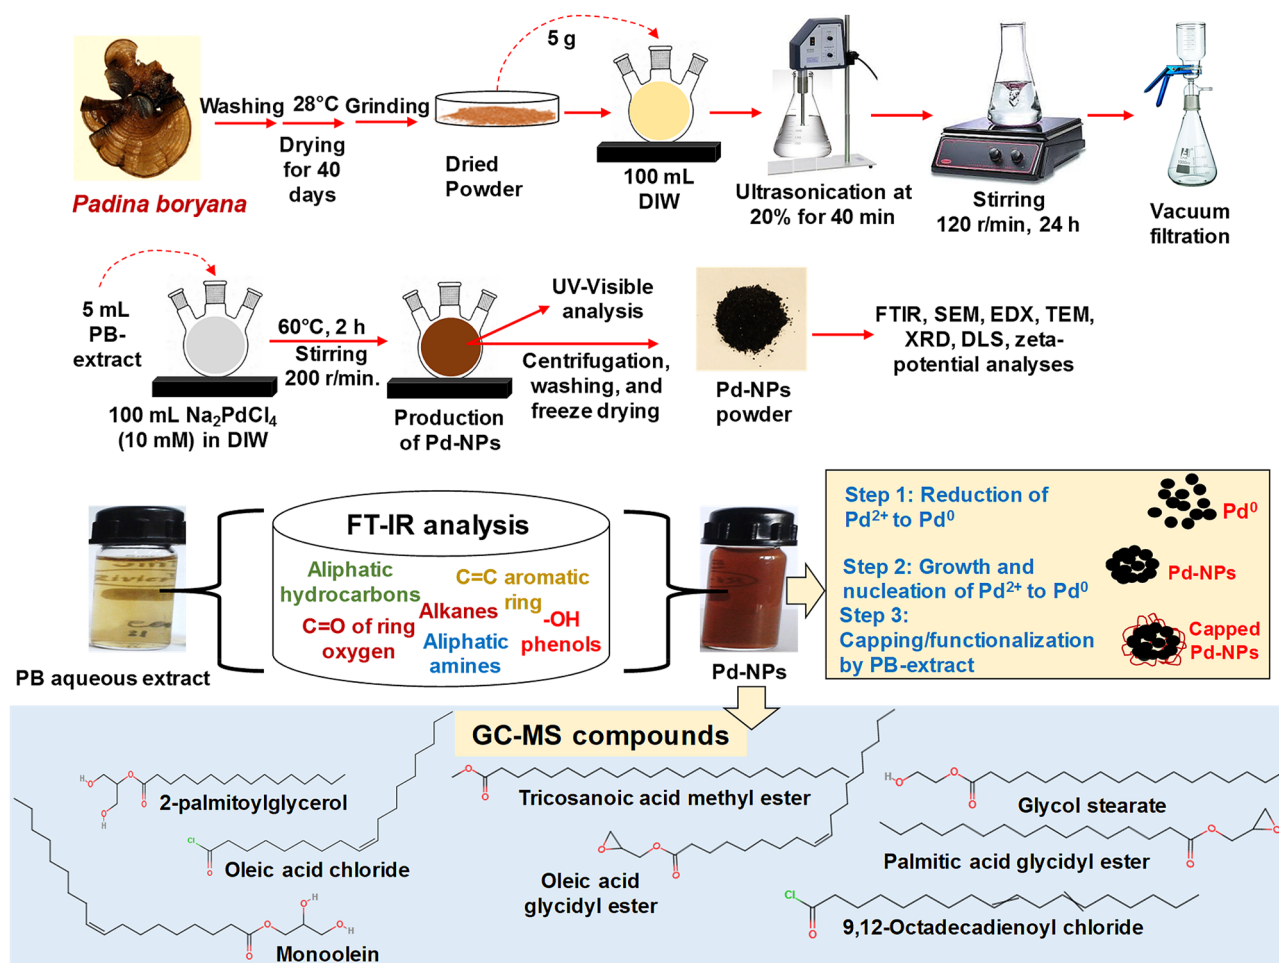 5 g
Washing
28°C
Grinding
Drying
for 40
days
Padina boryana
Dried
Powder
100 mL
DIW
Ultrasonication at
20% for 40 min
Stirring
120 r/min, 24 h
Vacuum
filtration
5 mL
PB-
extract
60°C, 2 h
Stirring
200 r/min.
100 mL Na₂PdCl₄
(10 mM) in DIW
Production
of Pd-NPs
UV-Visible
analysis
Centrifugation,
washing, and
freeze drying
Pd-NPs
powder
FTIR, SEM, EDX, TEM,
XRD, DLS, zeta-
potential analyses
PB aqueous extract
FT-IR analysis
Aliphatic
hydrocarbons
C=C aromatic
ring
Alkanes
C=O of ring
oxygen
Aliphatic
amines
-OH
phenols
Pd-NPs
Step 1: Reduction of
Pd²⁺ to Pd⁰
Pd⁰
Step 2: Growth and
nucleation of Pd²⁺ to Pd⁰
Pd-NPs
Step 3:
Capping/functionalization
by PB-extract
Capped
Pd-NPs
GC-MS compounds
H
O
O
O
O
H
2-palmitoylglycerol
Cl
O
Oleic acid chloride
O
O
O
H
O
H
Monoolein
O
O
Tricosanoic acid methyl ester
O
O
O
Oleic acid
glycidyl ester
H
O
O
O
Glycol stearate
O
O
O
Palmitic acid glycidyl ester
Cl
O
9,12-Octadecadienoyl chloride